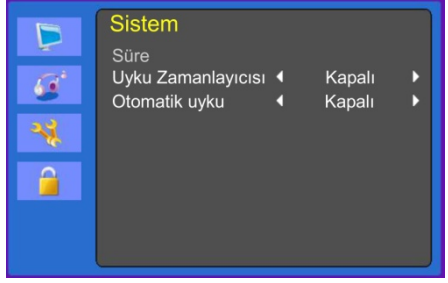 Sistem
Süre
Uyku Zamanlayıcısı Kapalı
Otomatik uyku Kapalı